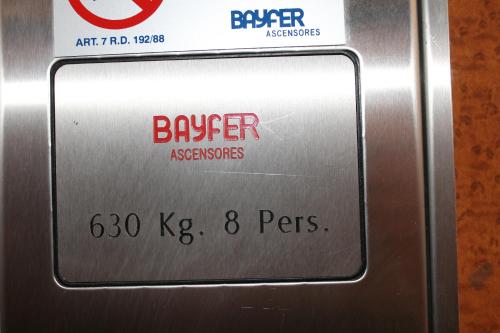 ART. 7 R.D. 192/88
BAYFER
ASCENSORES
BAYFER
ASCENSORES
630 Kg. 8 Pers.